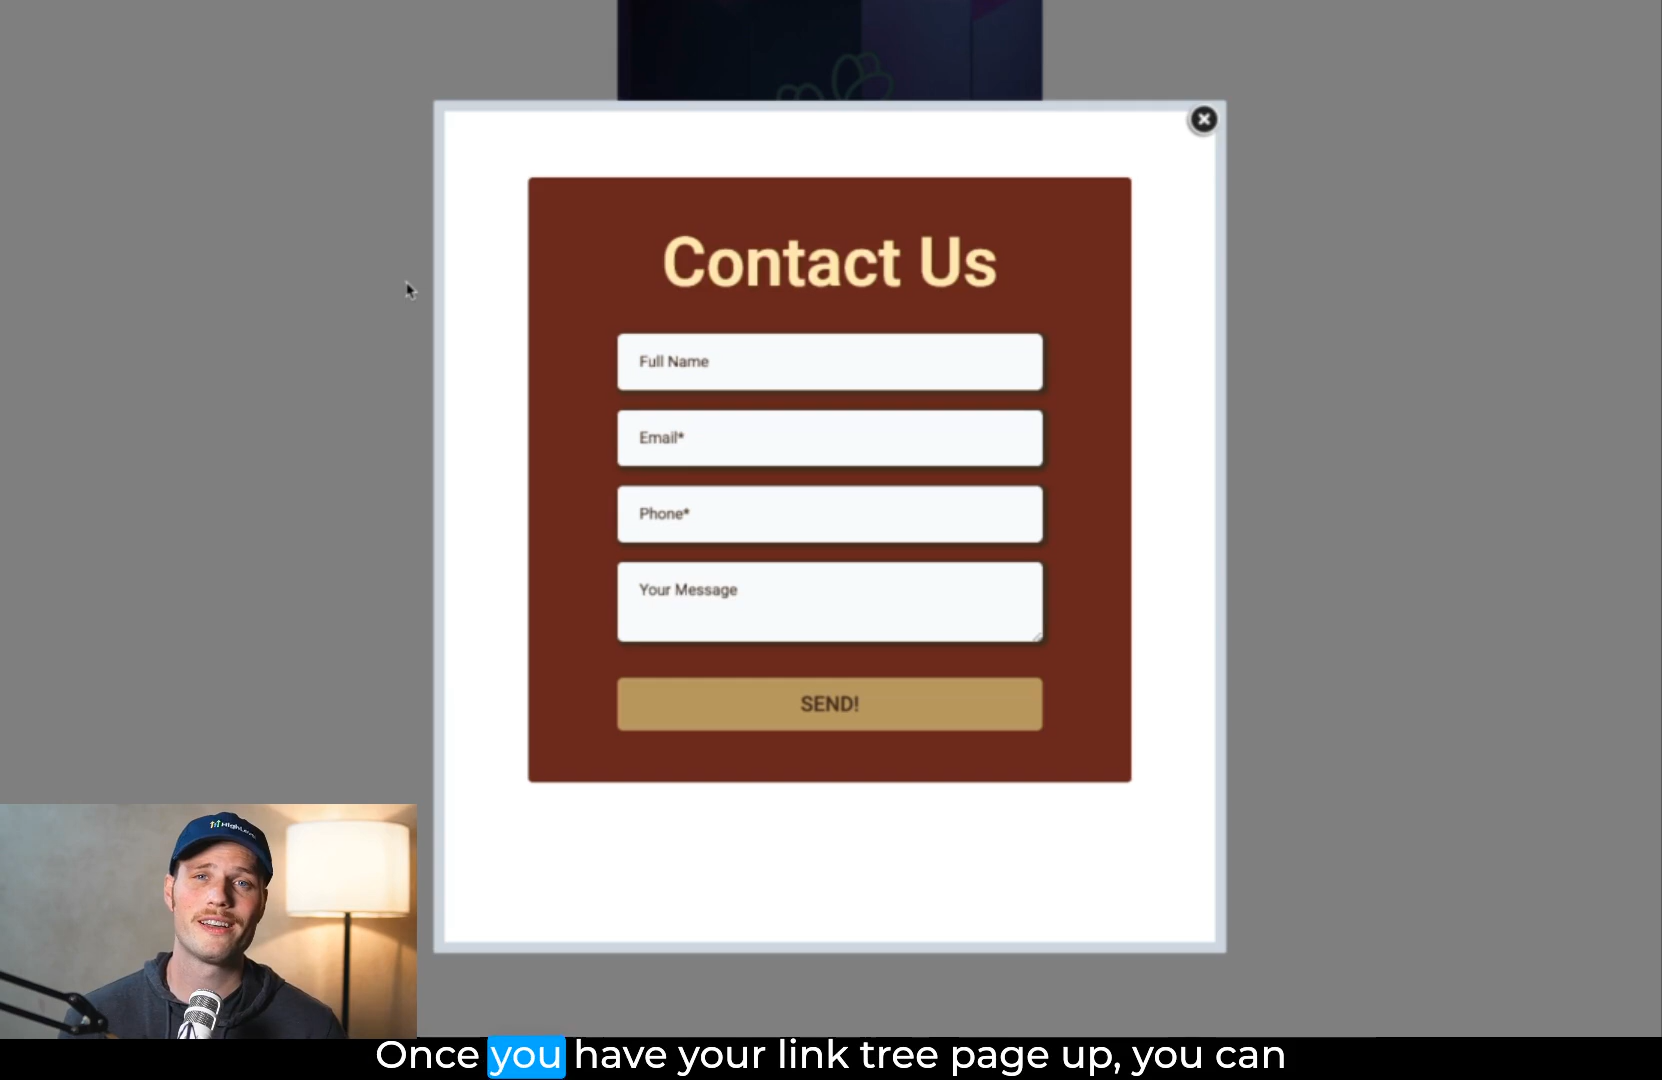 Contact Us
Full Name
Email*
Phone*
Your Message
SEND!
HighLevel
Once you have your link tree page up, you can